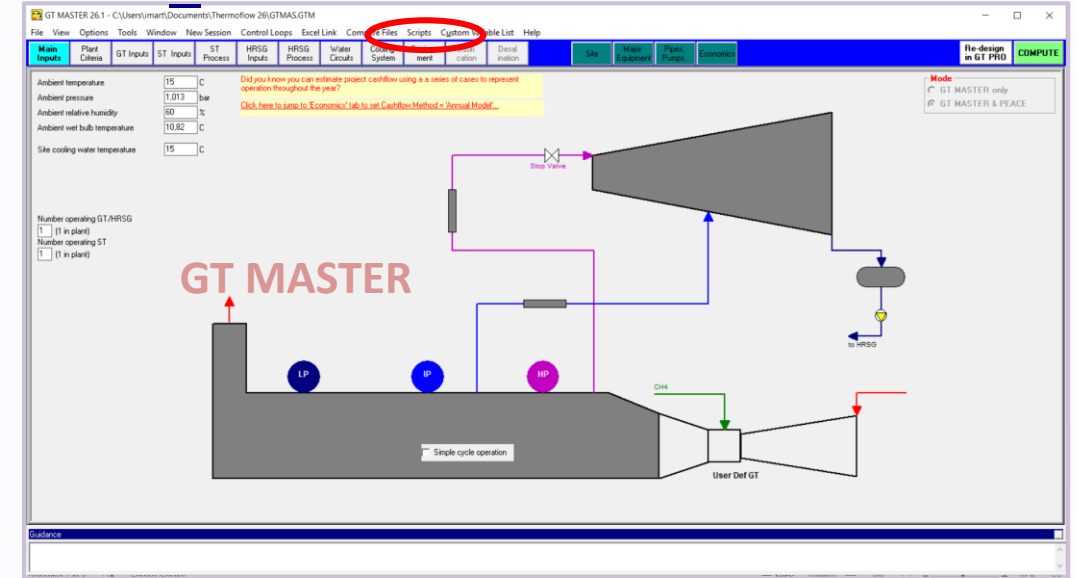 GT MASTER 26.1 - C:\Users\imart\Documents\Thermoflow 26\GTMAS.GTM
File View Options Tools Window New Session Control Loops Excel Link Compare Files Scripts Custom Variable List Help
Main Inputs Plant Criteria GT Inputs ST Inputs ST Process HRSG Inputs HRSG Process Water Circuits Cooling System ment cation Desal ination Site Major Equipment Pipes, Pumps, Economics Re-design in GT PRO COMPUTE
Ambient temperature 15 C
Ambient pressure 1,013 bar
Ambient relative humidity 60 %
Ambient wet bulb temperature 10,82 C
Site cooling water temperature 15 C
Did you know you can estimate project cashflow using a a series of cases to represent
operation throughout the year?
Click here to jump to 'Economics' tab to set Cashflow Method = 'Annual Model'...
Mode
GT MASTER only
GT MASTER & PEACE
Stop Valve
Number operating GT/HRSG
1 (1 in plant)
Number operating ST
1 (1 in plant)
GT MASTER
to HRSG
LP IP HP
CH4
Simple cycle operation
User Def GT
Guidance